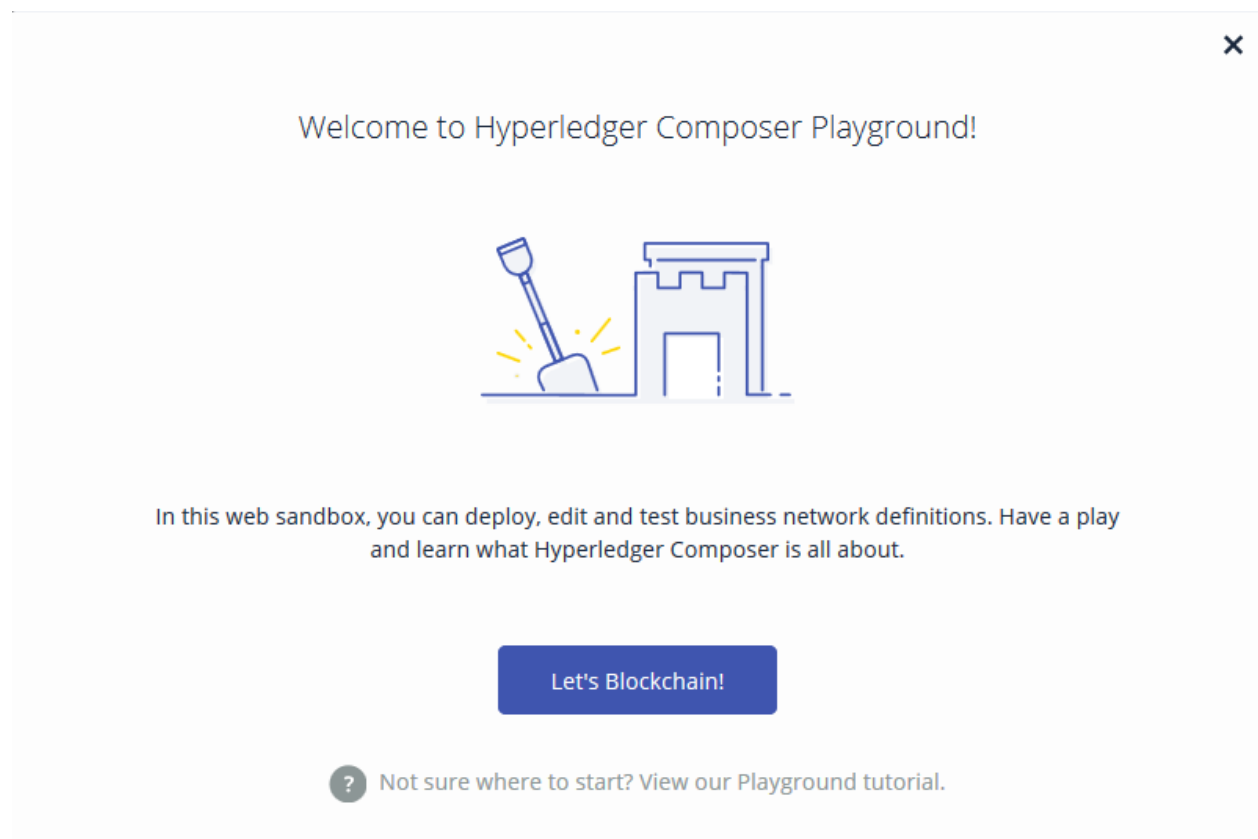 Welcome to Hyperledger Composer Playground!
In this web sandbox, you can deploy, edit and test business network definitions. Have a play
and learn what Hyperledger Composer is all about.
Let's Blockchain!
? Not sure where to start? View our Playground tutorial.